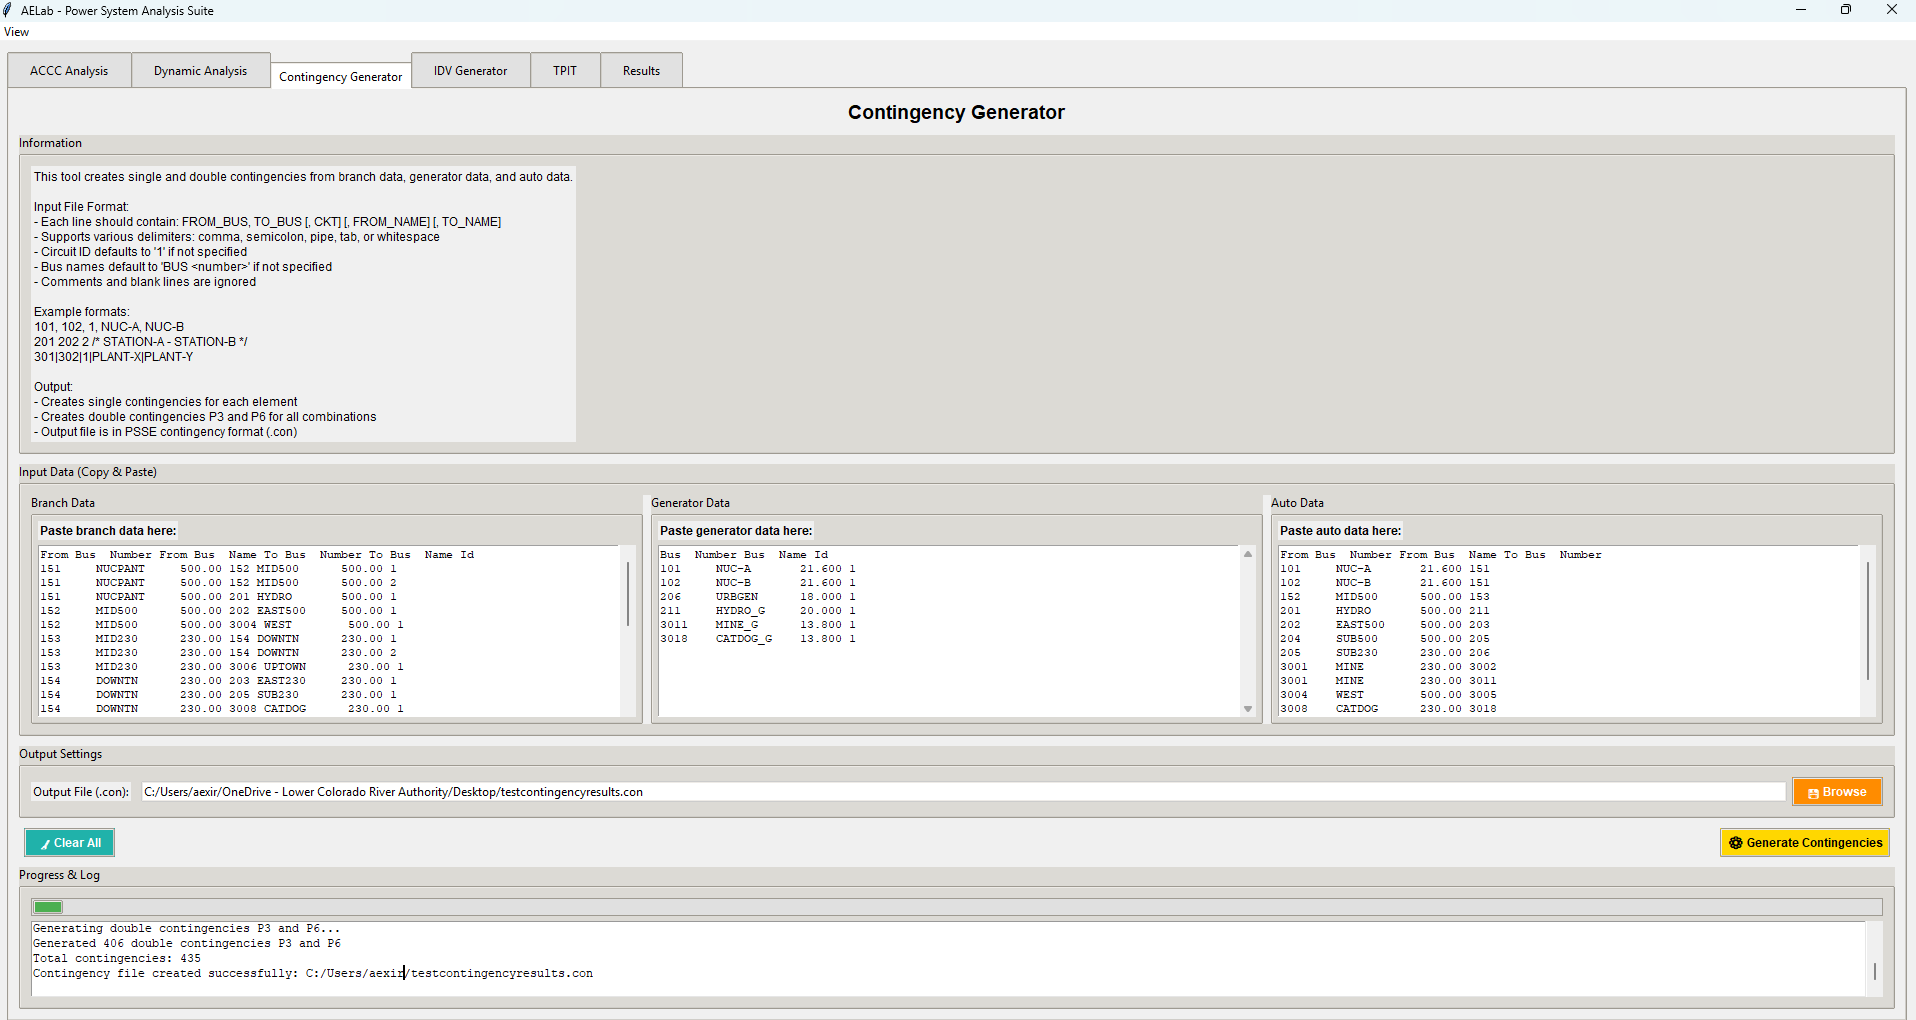 AELab - Power System Analysis Suite
View
ACCC Analysis
Dynamic Analysis
Contingency Generator
IDV Generator
TPIT
Results
Contingency Generator
Information
This tool creates single and double contingencies from branch data, generator data, and auto data.
Input File Format:
- Each line should contain: FROM_BUS, TO_BUS [, CKT] [, FROM_NAME] [, TO_NAME]
- Supports various delimiters: comma, semicolon, pipe, tab, or whitespace
- Circuit ID defaults to '1' if not specified
- Bus names default to 'BUS <number>' if not specified
- Comments and blank lines are ignored
Example formats:
101, 102, 1, NUC-A, NUC-B
201 202 2 /* STATION-A - STATION-B */
301|302|1|PLANT-X|PLANT-Y
Output:
- Creates single contingencies for each element
- Creates double contingencies P3 and P6 for all combinations
- Output file is in PSSE contingency format (.con)
Input Data (Copy & Paste)
Branch Data
Paste branch data here:
From Bus  Number From Bus  Name To Bus  Number To Bus  Name Id
151     NUCPANT     500.00 152 MID500      500.00 1
151     NUCPANT     500.00 152 MID500      500.00 2
151     NUCPANT     500.00 201 HYDRO       500.00 1
152     MID500      500.00 202 EAST500     500.00 1
152     MID500      500.00 3004 WEST        500.00 1
153     MID230      230.00 154 DOWNTN      230.00 1
153     MID230      230.00 154 DOWNTN      230.00 2
153     MID230      230.00 3006 UPTOWN      230.00 1
154     DOWNTN      230.00 203 EAST230     230.00 1
154     DOWNTN      230.00 205 SUB230      230.00 1
154     DOWNTN      230.00 3008 CATDOG      230.00 1
Generator Data
Paste generator data here:
Bus  Number Bus  Name Id
101     NUC-A       21.600 1
102     NUC-B       21.600 1
206     URBGEN      18.000 1
211     HYDRO_G     20.000 1
3011    MINE_G      13.800 1
3018    CATDOG_G    13.800 1
Auto Data
Paste auto data here:
From Bus  Number From Bus  Name To Bus  Number
101     NUC-A       21.600 151
102     NUC-B       21.600 151
152     MID500      500.00 153
201     HYDRO       500.00 211
202     EAST500     500.00 203
204     SUB500      500.00 205
205     SUB230      230.00 206
3001    MINE        230.00 3002
3001    MINE        230.00 3011
3004    WEST        500.00 3005
3008    CATDOG      230.00 3018
Output Settings
Output File (.con):
C:/Users/aexir/OneDrive - Lower Colorado River Authority/Desktop/testcontingencyresults.con
Browse
Clear All
Generate Contingencies
Progress & Log
Generating double contingencies P3 and P6...
Generated 406 double contingencies P3 and P6
Total contingencies: 435
Contingency file created successfully: C:/Users/aexir/testcontingencyresults.con